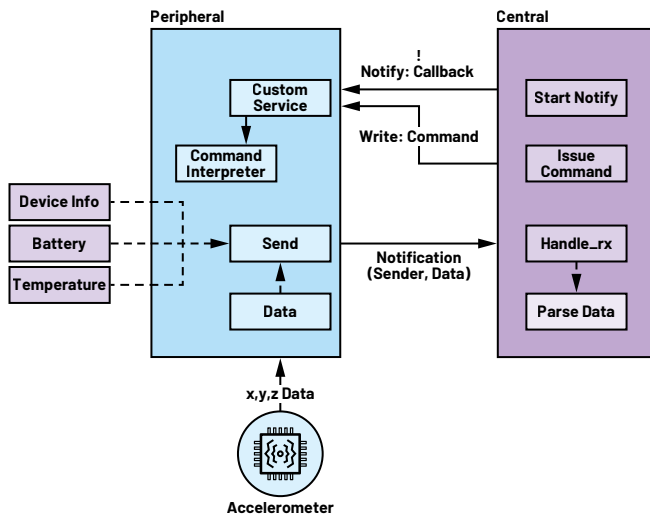 Peripheral
Central
!
Notify: Callback
Custom
Service
Start Notify
Write: Command
Command
Interpreter
Issue
Command
Device Info
Battery
Send
Handle_rx
Notification
(Sender, Data)
Temperature
Data
Parse Data
x,y,z Data
Accelerometer